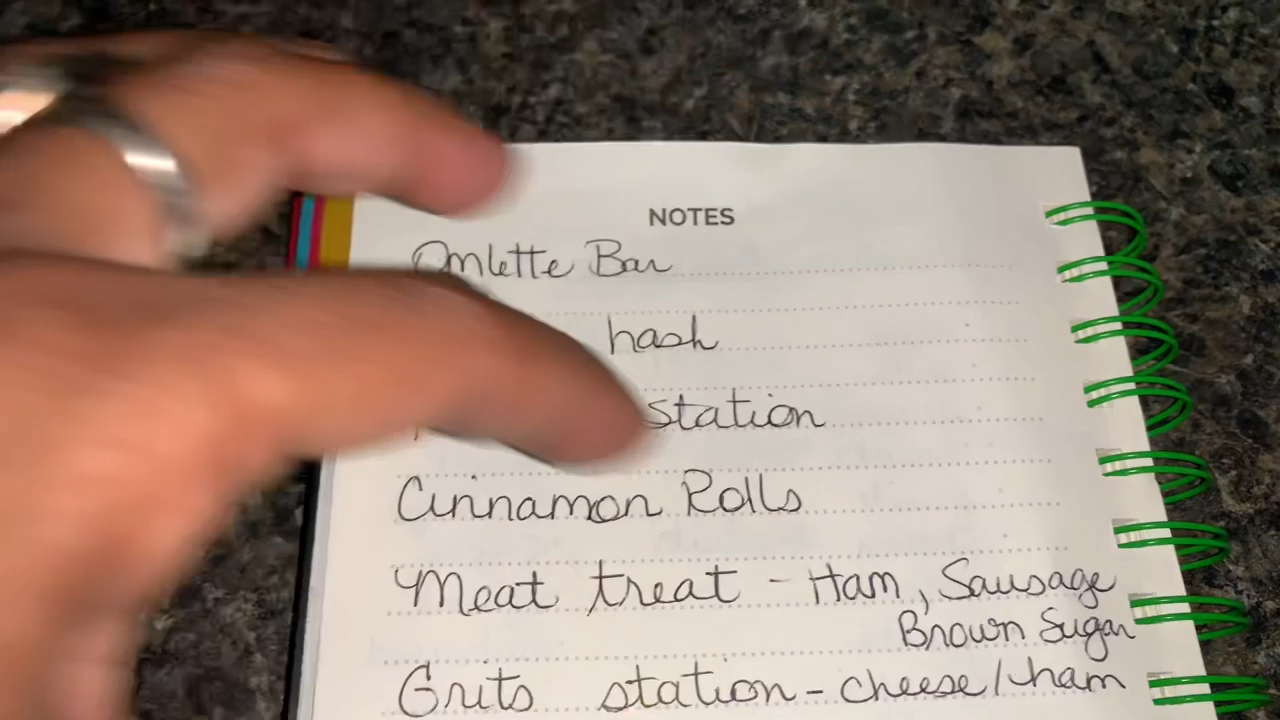 NOTES
Omlette Bar
hash
station
Cinnamon Rolls
Meat treat - Ham, Sausage
Brown Sugar
Grits station - cheese/ham